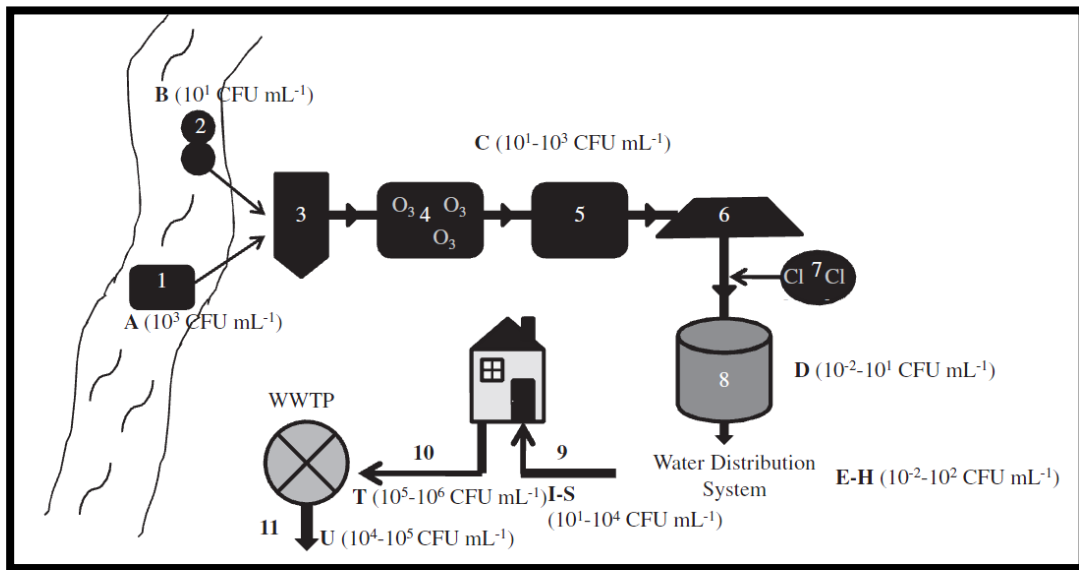 B (10¹ CFU mL⁻¹)
2
C (10¹-10³ CFU mL⁻¹)
3
O₃ 4 O₃
O₃
5
6
1
Cl 7 Cl
A (10³ CFU mL⁻¹)
8
D (10⁻²-10¹ CFU mL⁻¹)
WWTP
10
9
Water Distribution
System
E-H (10⁻²-10² CFU mL⁻¹)
T (10⁵-10⁶ CFU mL⁻¹)
I-S
(10¹-10⁴ CFU mL⁻¹)
11
U (10⁴-10⁵ CFU mL⁻¹)